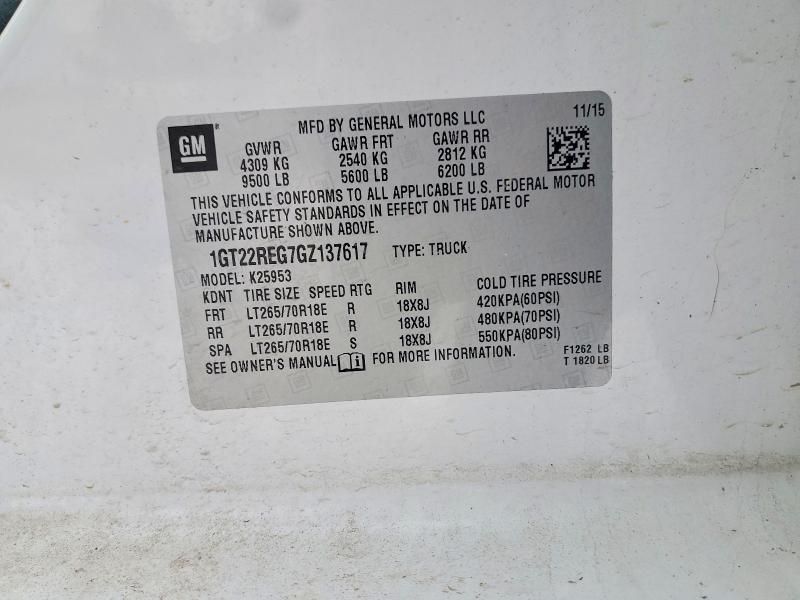 MFD BY GENERAL MOTORS LLC 11/15
GM
GVWR GAWR FRT GAWR RR
4309 KG 2540 KG 2812 KG
9500 LB 5600 LB 6200 LB
THIS VEHICLE CONFORMS TO ALL APPLICABLE U.S. FEDERAL MOTOR
VEHICLE SAFETY STANDARDS IN EFFECT ON THE DATE OF
MANUFACTURE SHOWN ABOVE.
1GT22REG7GZ137617 TYPE: TRUCK
MODEL: K25953
KDNT TIRE SIZE SPEED RTG RIM COLD TIRE PRESSURE
FRT LT265/70R18E R 18X8J 420KPA(60PSI)
RR LT265/70R18E R 18X8J 480KPA(70PSI)
SPA LT265/70R18E S 18X8J 550KPA(80PSI)
SEE OWNER'S MANUAL FOR MORE INFORMATION.
F1262 LB
T 1820 LB